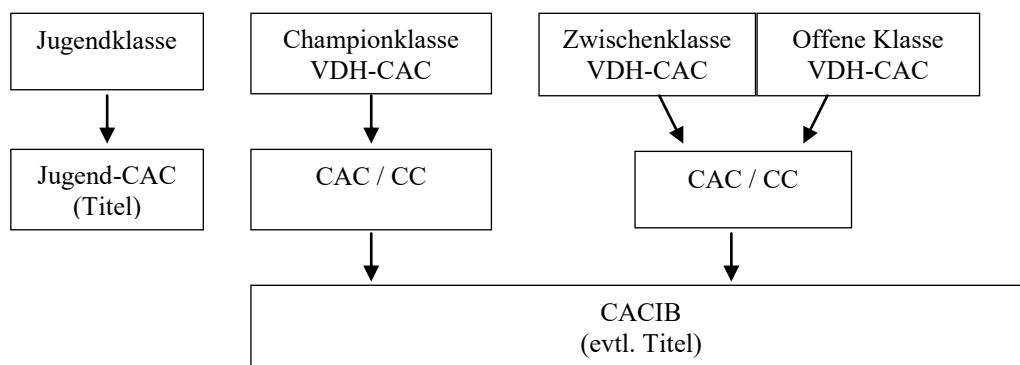 Jugendklasse
Championklasse
VDH-CAC
Zwischenklasse
VDH-CAC
Offene Klasse
VDH-CAC
Jugend-CAC
(Titel)
CAC / CC
CAC / CC
CACIB
(evtl. Titel)